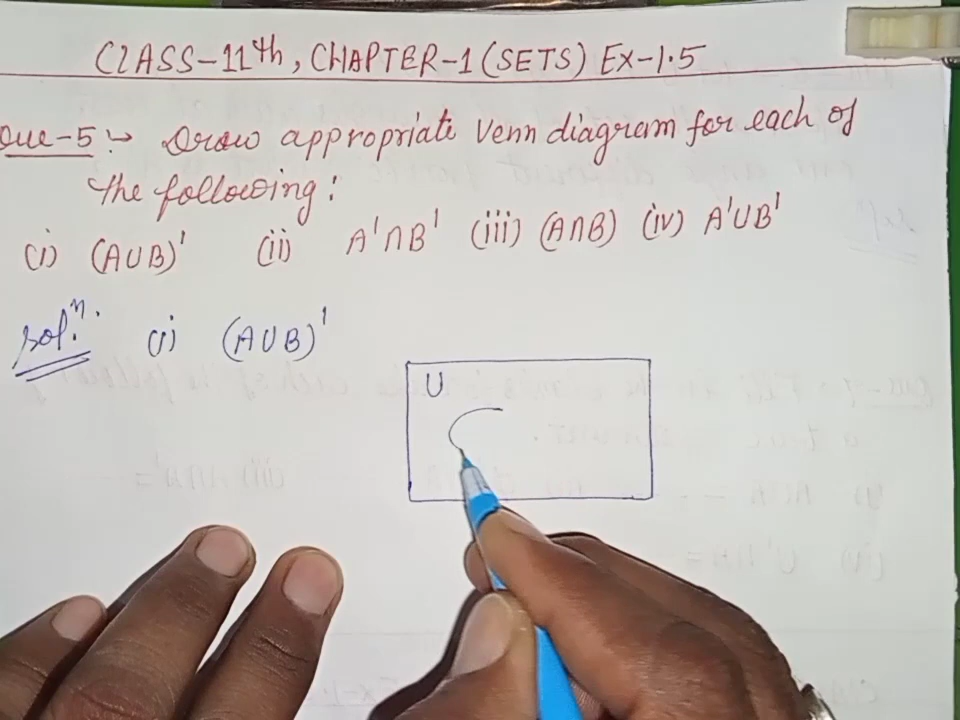 CLASS-11th, CHAPTER-1 (SETS) EX-1.5
Que-5:→ Draw appropriate Venn diagram for each of
the following:
(i) (A∪B)' (ii) A'∩B' (iii) (A∩B) (iv) A'∪B'
Solⁿ. (i) (A∪B)'
U